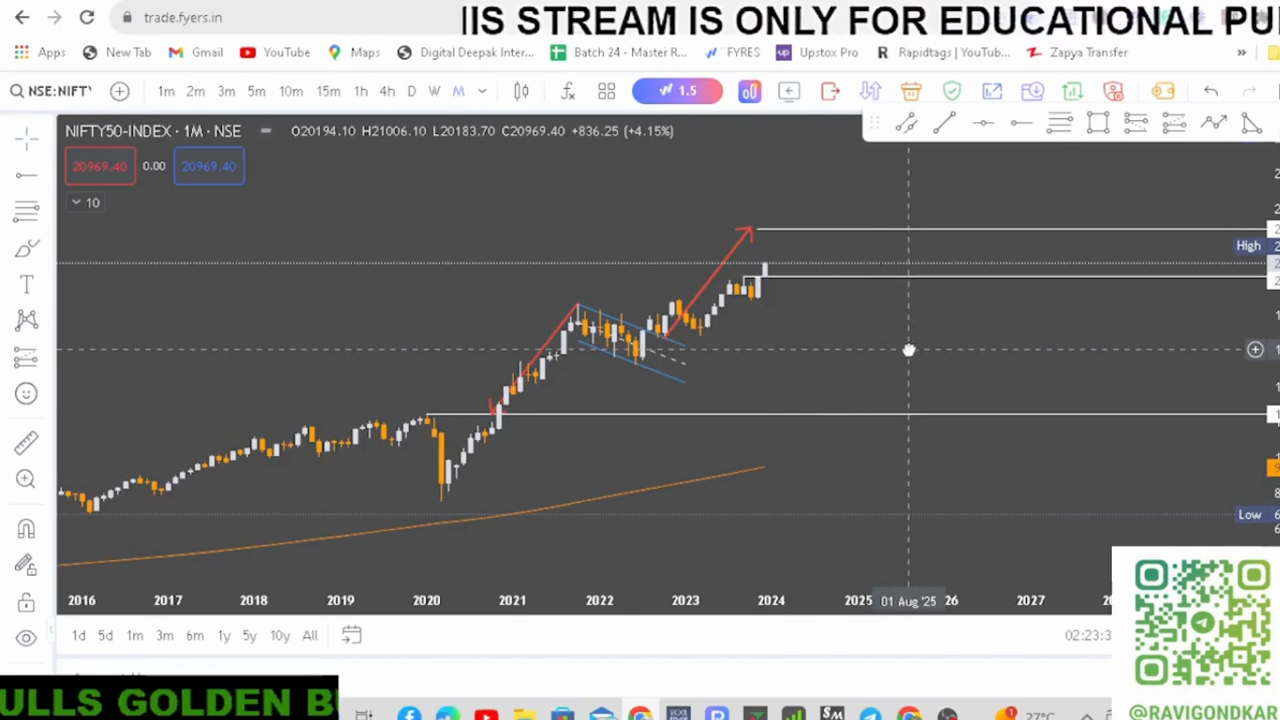 trade.fyers.in
IS STREAM IS ONLY FOR EDUCATIONAL PU
Apps New Tab Gmail YouTube Maps Digital Deepak Inter... Batch 24 - Master R... FYRES Upstox Pro Rapidtags | YouTub... Zapya Transfer »
NSE:NIFTY 1m 2m 3m 5m 10m 15m 1h 4h D W M 1.5
NIFTY50-INDEX · 1M · NSE O20194.10 H21006.10 L20183.70 C20969.40 +836.25 (+4.15%)
20969.40 0.00 20969.40
10
High
Low
2016 2017 2018 2019 2020 2021 2022 2023 2024 2025 01 Aug '25 26 2027
1d 5d 1m 3m 6m 1y 5y 10y All 02:23:3
ULLS GOLDEN B
27°C
@RAVIGONDKAR